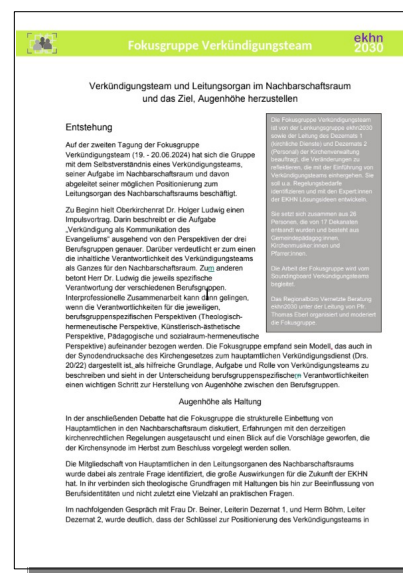 Fokusgruppe Verkündigungsteam
ekhn
2030
Verkündigungsteam und Leitungsorgan im Nachbarschaftsraum
und das Ziel, Augenhöhe herzustellen
Entstehung
Auf der zweiten Tagung der Fokusgruppe
Verkündigungsteam (19. - 20.06.2024) hat sich die Gruppe
mit dem Selbstverständnis eines Verkündigungsteams,
seiner Aufgabe im Nachbarschaftsraum und davon
abgeleitet seiner möglichen Positionierung zum
Leitungsorgan des Nachbarschaftsraums beschäftigt.
Zu Beginn hielt Oberkirchenrat Dr. Holger Ludwig einen
Impulsvortrag. Darin beschreibt er die Aufgabe
„Verkündigung als Kommunikation des
Evangeliums" ausgehend von den Perspektiven der drei
Berufsgruppen genauer. Darüber verdeutlicht er zum einen
die inhaltliche Verantwortlichkeit des Verkündigungsteams
als Ganzes für den Nachbarschaftsraum. Zum anderen
betont Herr Dr. Ludwig die jeweils spezifische
Verantwortung der verschiedenen Berufsgruppen.
Interprofessionelle Zusammenarbeit kann dann gelingen,
wenn die Verantwortlichkeiten für die jeweiligen,
berufsgruppenspezifischen Perspektiven (Theologisch-
hermeneutische Perspektive, Künstlerisch-ästhetische
Perspektive, Pädagogische und sozialraum-hermeneutische
Perspektive) aufeinander bezogen werden. Die Fokusgruppe empfand sein Modell, das auch in
der Synodendrucksache des Kirchengesetzes zum hauptamtlichen Verkündigungsdienst (Drs.
20/22) dargestellt ist, als hilfreiche Grundlage, Aufgabe und Rolle von Verkündigungsteams zu
beschreiben und sieht in der Unterscheidung berufsgruppenspezifischen Verantwortlichkeiten
einen wichtigen Schritt zur Herstellung von Augenhöhe zwischen den Berufsgruppen.
Die Fokusgruppe Verkündigungsteam
ist von der Lenkungsgruppe ekhn2030
sowie der Leitung des Dezernats 1
(kirchliche Dienste) und Dezernats 2
(Personal) der Kirchenverwaltung
beauftragt, die Veränderungen zu
reflektieren, die mit der Einführung von
Verkündigungsteams einhergehen. Sie
soll u.a. Regelungsbedarfe
identifizieren und mit den Expert:innen
der EKHN Lösungsideen entwickeln.
Sie setzt sich zusammen aus 26
Personen, die von 17 Dekanaten
entsandt wurden und besteht aus
Gemeindepädagog:innen,
Kirchenmusiker:innen und
Pfarrer:innen.
Die Arbeit der Fokusgruppe wird vom
Soundingboard Verkündigungsteams
begleitet.
Das Regionalbüro Vernetzte Beratung
ekhn2030 unter der Leitung von Pfr.
Thomas Ebert organisiert und moderiert
die Fokusgruppe.
Augenhöhe als Haltung
In der anschließenden Debatte hat die Fokusgruppe die strukturelle Einbettung von
Hauptamtlichen in den Nachbarschaftsraum diskutiert, Erfahrungen mit den derzeitigen
kirchenrechtlichen Regelungen ausgetauscht und einen Blick auf die Vorschläge geworfen, die
der Kirchensynode im Herbst zum Beschluss vorgelegt werden sollen.
Die Mitgliedschaft von Hauptamtlichen in den Leitungsorganen des Nachbarschaftsraums
wurde dabei als zentrale Frage identifiziert, die große Auswirkungen für die Zukunft der EKHN
hat. In ihr verbinden sich theologische Grundfragen mit Haltungen bis hin zur Beeinflussung von
Berufsidentitäten und nicht zuletzt eine Vielzahl an praktischen Fragen.
Im nachfolgenden Gespräch mit Frau Dr. Beiner, Leiterin Dezernat 1, und Herrn Böhm, Leiter
Dezernat 2, wurde deutlich, dass der Schlüssel zur Positionierung des Verkündigungsteams in